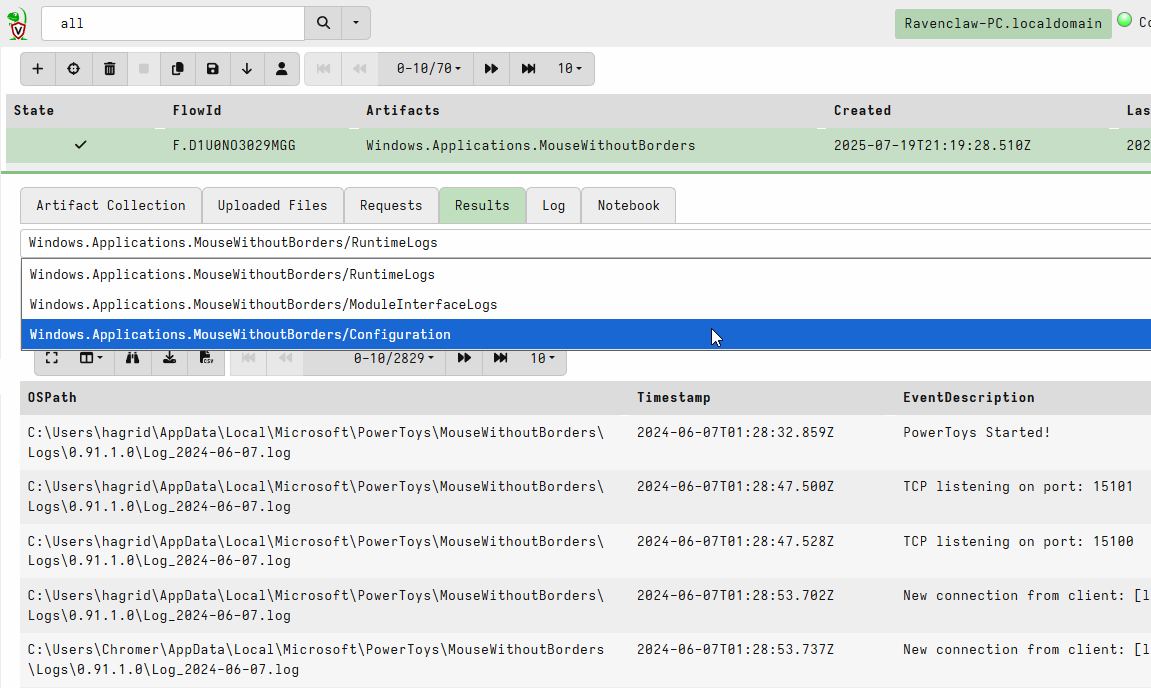 all
Ravenclaw-PC.localdomain
0-10/70
10
State FlowId Artifacts Created
F.D1U0NO3029MGG Windows.Applications.MouseWithoutBorders 2025-07-19T21:19:28.510Z
Artifact Collection Uploaded Files Requests Results Log Notebook
Windows.Applications.MouseWithoutBorders/RuntimeLogs
Windows.Applications.MouseWithoutBorders/RuntimeLogs
Windows.Applications.MouseWithoutBorders/ModuleInterfaceLogs
Windows.Applications.MouseWithoutBorders/Configuration
0-10/2829 10
OSPath Timestamp EventDescription
C:\Users\hagrid\AppData\Local\Microsoft\PowerToys\MouseWithoutBorders\ 2024-06-07T01:28:32.859Z PowerToys Started!
Logs\0.91.1.0\Log_2024-06-07.log
C:\Users\hagrid\AppData\Local\Microsoft\PowerToys\MouseWithoutBorders\ 2024-06-07T01:28:47.500Z TCP listening on port: 15101
Logs\0.91.1.0\Log_2024-06-07.log
C:\Users\hagrid\AppData\Local\Microsoft\PowerToys\MouseWithoutBorders\ 2024-06-07T01:28:47.528Z TCP listening on port: 15100
Logs\0.91.1.0\Log_2024-06-07.log
C:\Users\hagrid\AppData\Local\Microsoft\PowerToys\MouseWithoutBorders\ 2024-06-07T01:28:53.702Z New connection from client: [l
Logs\0.91.1.0\Log_2024-06-07.log
C:\Users\Chromer\AppData\Local\Microsoft\PowerToys\MouseWithoutBorders 2024-06-07T01:28:53.737Z New connection from client: [l
\Logs\0.91.1.0\Log_2024-06-07.log